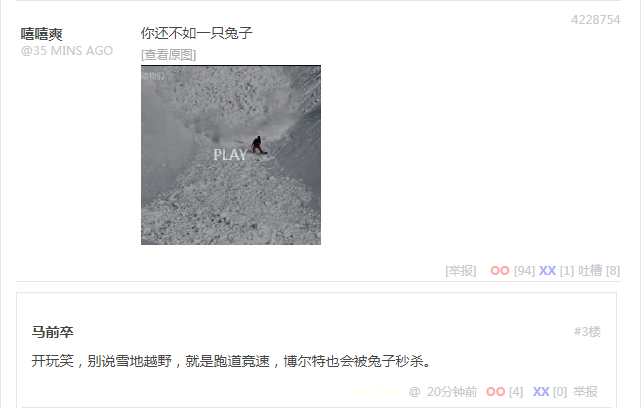 4228754
嘻嘻爽
@35 MINS AGO
你还不如一只兔子
[查看原图]
PLAY
[举报] OO [94] XX [1] 吐槽 [8]
马前卒
#3楼
开玩笑，别说雪地越野，就是跑道竞速，博尔特也会被兔子秒杀。
@ 20分钟前 OO [4] XX [0] 举报